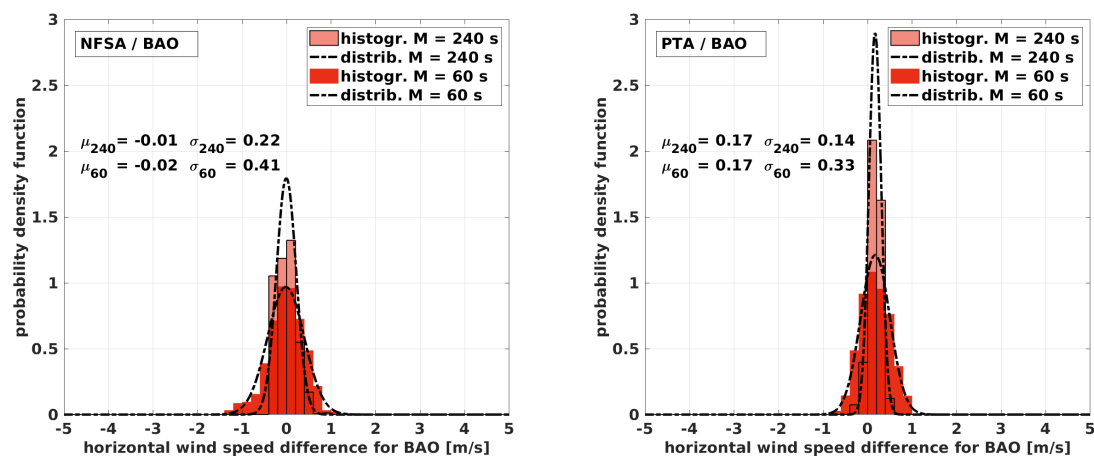 NFSA / BAO
histogr. M = 240 s
distrib. M = 240 s
histogr. M = 60 s
distrib. M = 60 s
μ240= -0.01 σ240= 0.22
μ60 = -0.02 σ60 = 0.41
probability density function
3
2.5
2
1.5
1
0.5
0
-5 -4 -3 -2 -1 0 1 2 3 4 5
horizontal wind speed difference for BAO [m/s]
PTA / BAO
histogr. M = 240 s
distrib. M = 240 s
histogr. M = 60 s
distrib. M = 60 s
μ240= 0.17 σ240= 0.14
μ60 = 0.17 σ60 = 0.33
probability density function
3
2.5
2
1.5
1
0.5
0
-5 -4 -3 -2 -1 0 1 2 3 4 5
horizontal wind speed difference for BAO [m/s]